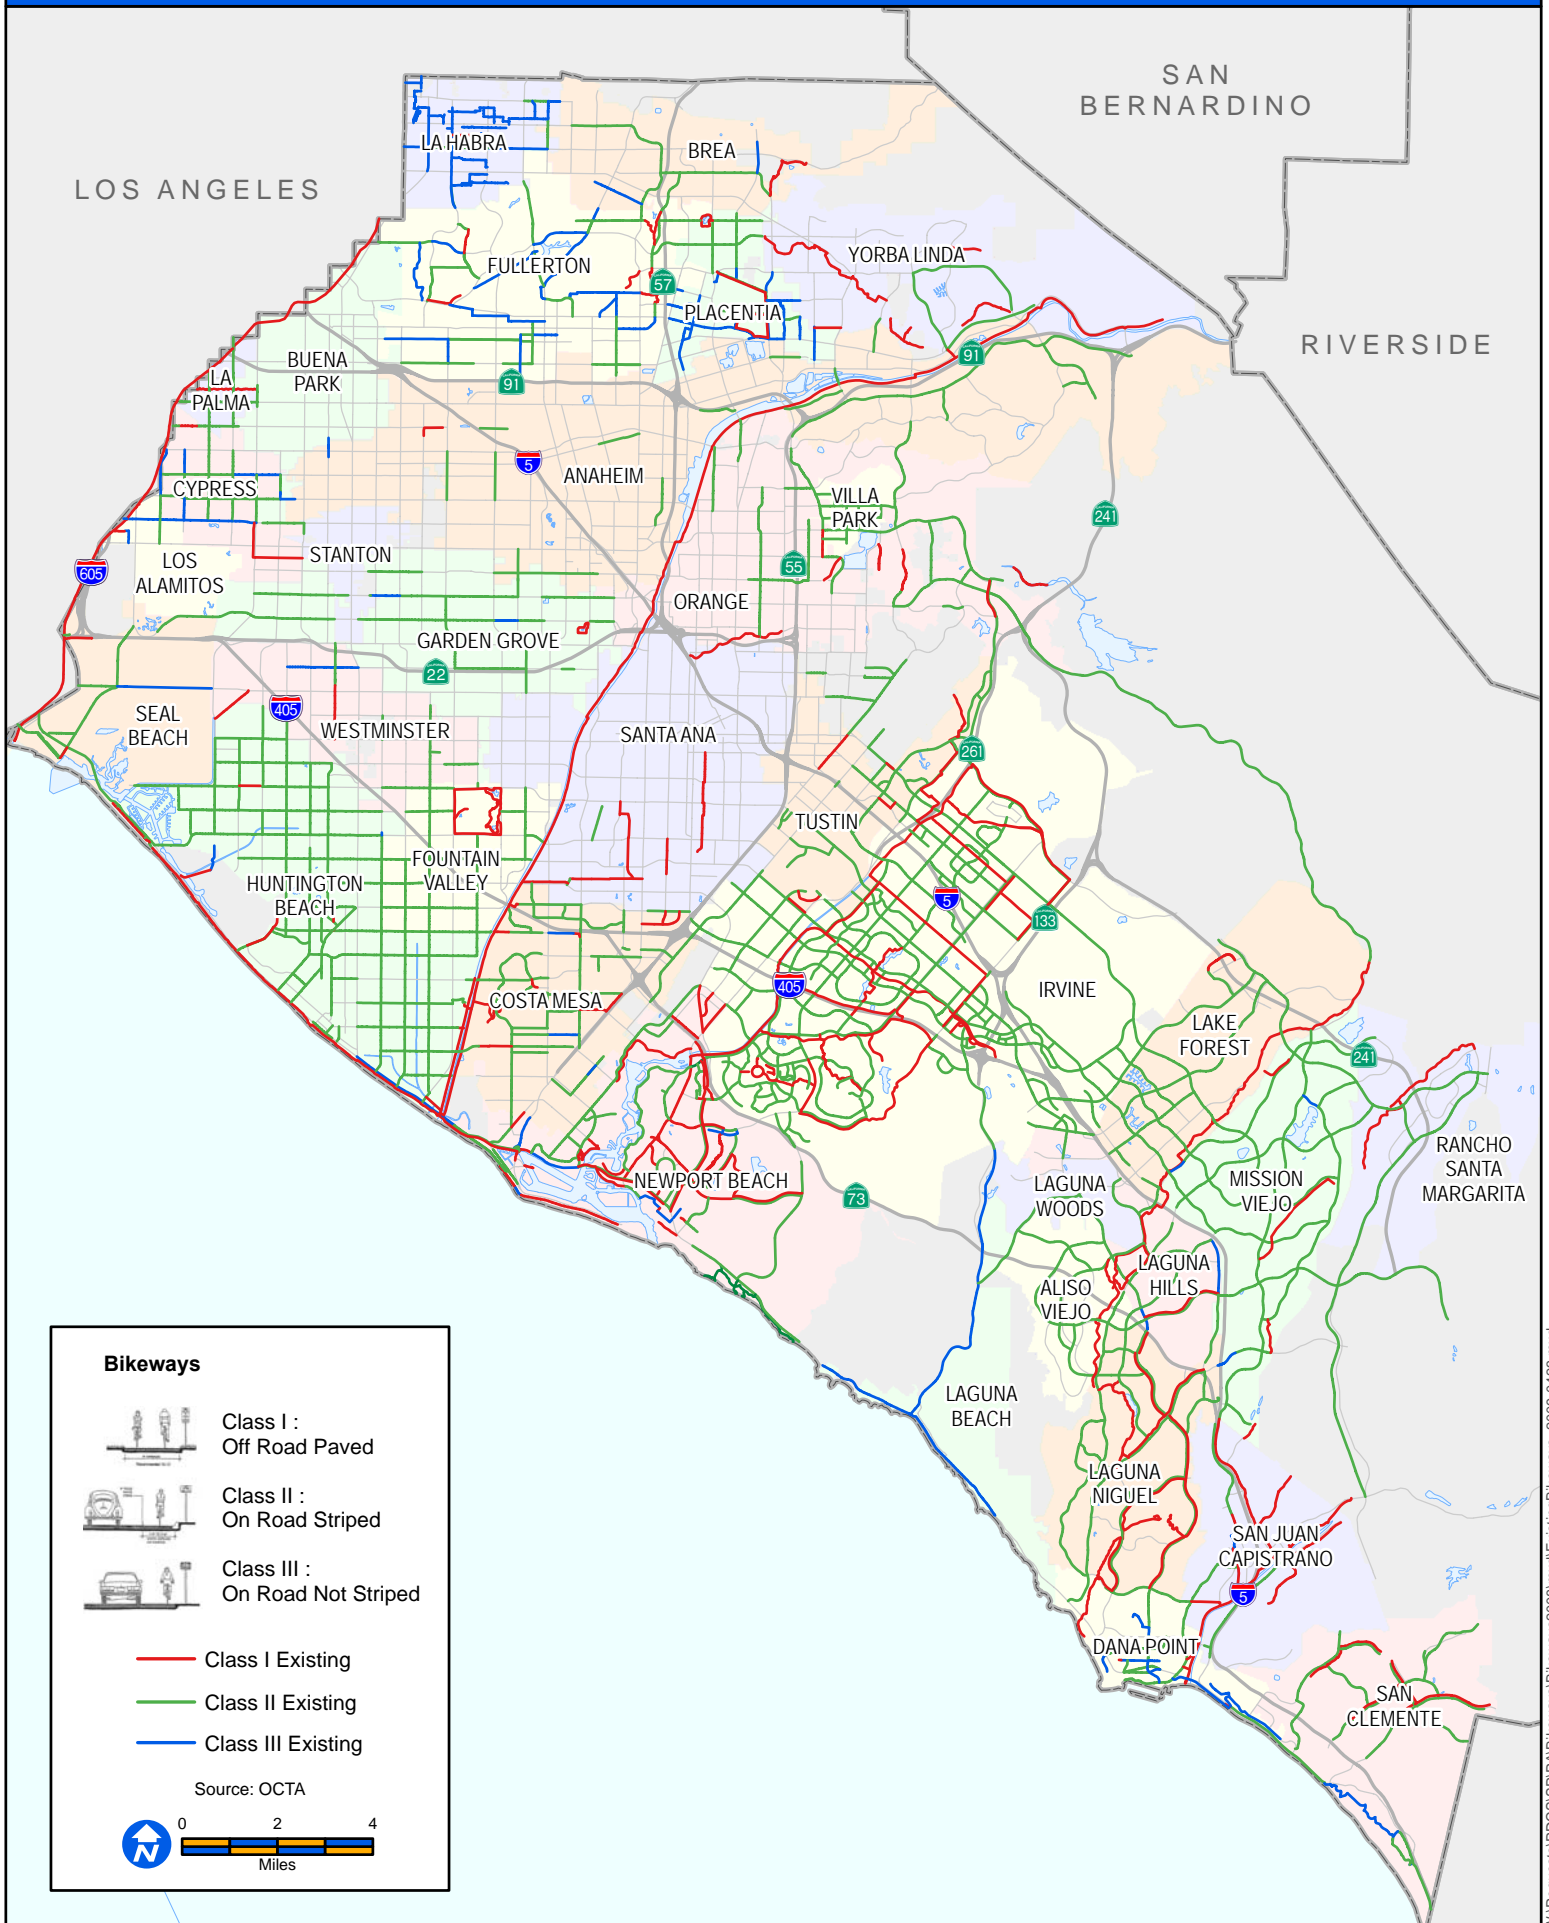 SAN
BERNARDINO
LOS ANGELES
LA HABRA
BREA
YORBA LINDA
FULLERTON
57
PLACENTIA
RIVERSIDE
BUENA
PARK
91
LA
PALMA
91
5
ANAHEIM
CYPRESS
VILLA
PARK
241
STANTON
LOS
ALAMITOS
605
55
ORANGE
GARDEN GROVE
22
SEAL
BEACH
405
WESTMINSTER
SANTA ANA
261
TUSTIN
FOUNTAIN
VALLEY
HUNTINGTON
BEACH
5
133
COSTA MESA
405
IRVINE
LAKE
FOREST
241
RANCHO
SANTA
MARGARITA
NEWPORT BEACH
73
LAGUNA
WOODS
MISSION
VIEJO
LAGUNA
HILLS
ALISO
VIEJO
LAGUNA
BEACH
LAGUNA
NIGUEL
SAN JUAN
CAPISTRANO
5
DANA POINT
SAN
CLEMENTE
Bikeways
Class I :
Off Road Paved
Class II :
On Road Striped
Class III :
On Road Not Striped
Class I Existing
Class II Existing
Class III Existing
Source: OCTA
0 2 4
N
Miles